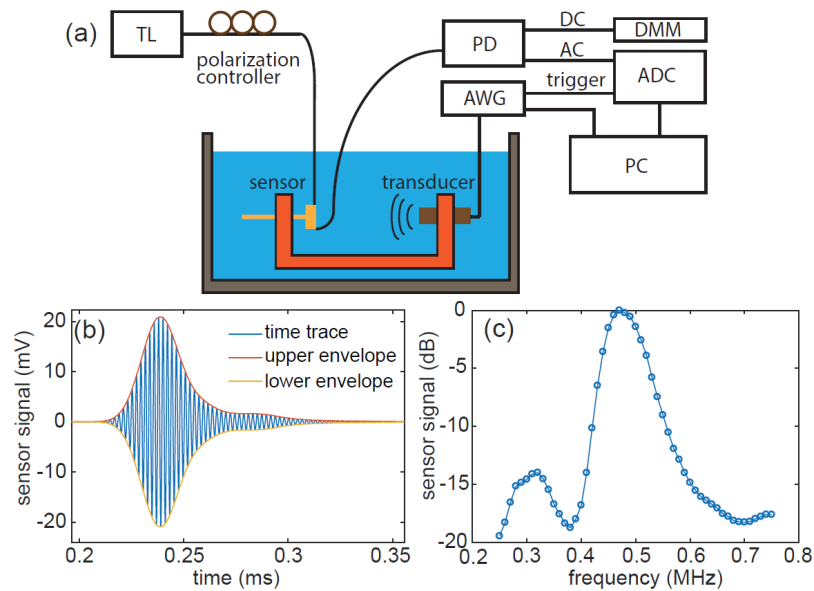 (a)
TL
polarization
controller
PD
DC
DMM
AC
ADC
AWG
trigger
PC
sensor
transducer
(b)
20
10
0
-10
-20
sensor signal (mV)
time trace
upper envelope
lower envelope
0.2
0.25
0.3
0.35
time (ms)
(c)
0
-5
-10
-15
-20
sensor signal (dB)
0.2
0.3
0.4
0.5
0.6
0.7
0.8
frequency (MHz)